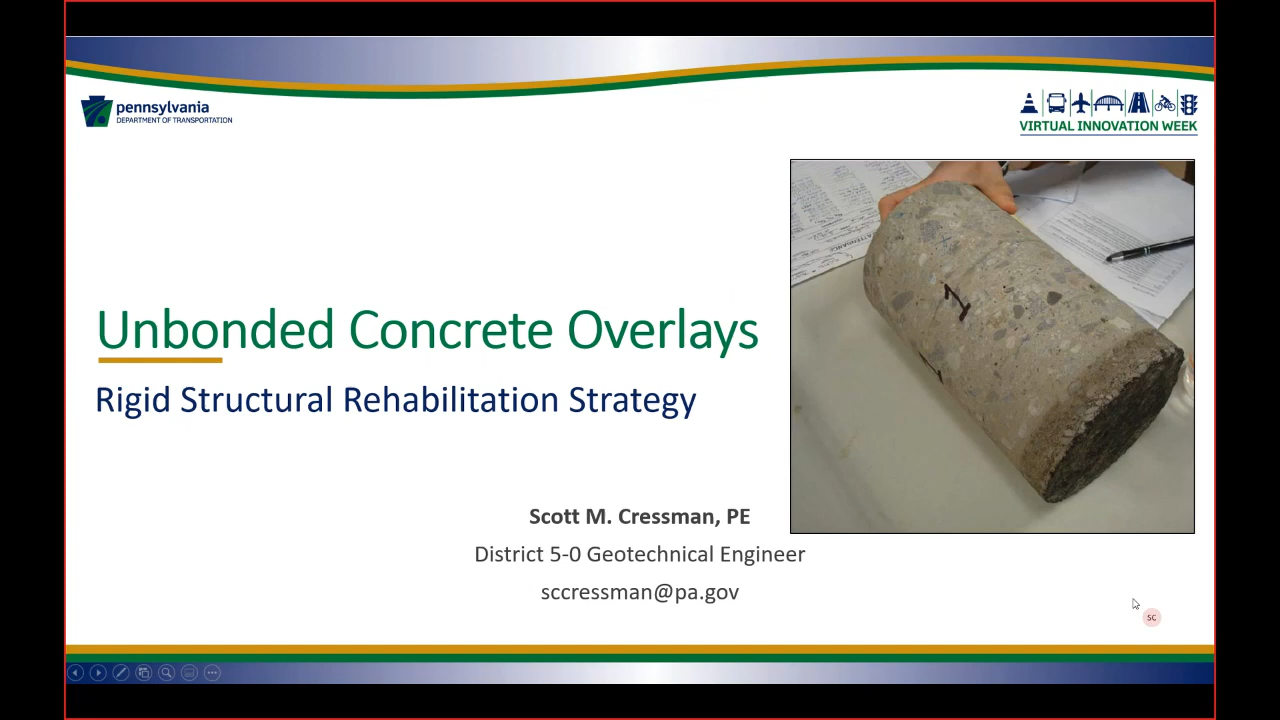 pennsylvania
DEPARTMENT OF TRANSPORTATION
VIRTUAL INNOVATION WEEK
ATTENDANCE
Unbonded Concrete Overlays
Rigid Structural Rehabilitation Strategy
Scott M. Cressman, PE
District 5-0 Geotechnical Engineer
sccressman@pa.gov
SC